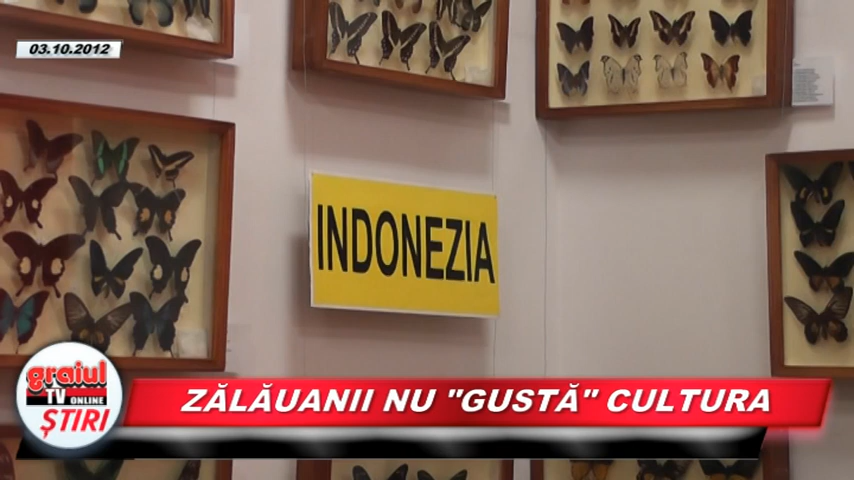 03.10.2012
INDONEZIA
graiul
TV ONLINE
ȘTIRI
ZĂLĂUANII NU "GUSTĂ" CULTURA